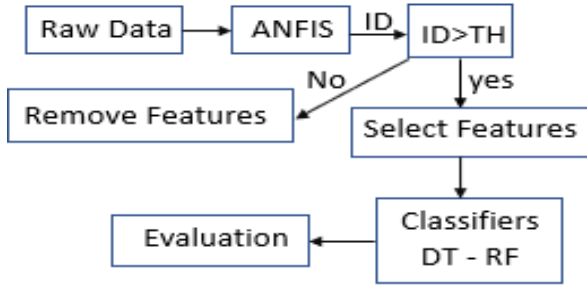 Raw Data
ANFIS
ID
ID>TH
No
yes
Remove Features
Select Features
Classifiers
DT - RF
Evaluation